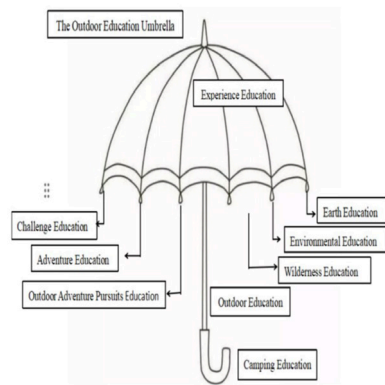 The Outdoor Education Umbrella
Experience Education
Earth Education
Challenge Education
Environmental Education
Adventure Education
Wilderness Education
Outdoor Adventure Pursuits Education
Outdoor Education
Camping Education